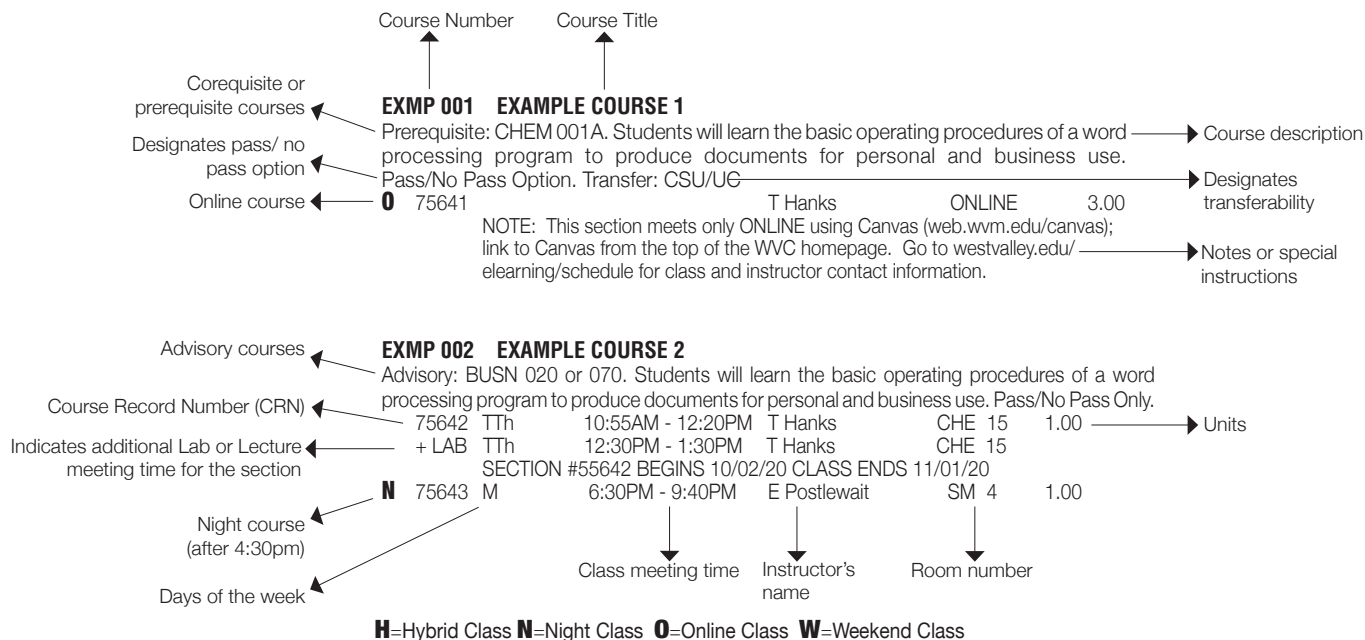 Course Number Course Title
Corequisite or
prerequisite courses
EXMP 001 EXAMPLE COURSE 1
Prerequisite: CHEM 001A. Students will learn the basic operating procedures of a word
Course description
Designates pass/ no
pass option
processing program to produce documents for personal and business use.
Pass/No Pass Option. Transfer: CSU/UC
Designates
transferability
Online course
O 75641 T Hanks ONLINE 3.00
NOTE: This section meets only ONLINE using Canvas (web.wvm.edu/canvas);
link to Canvas from the top of the WVC homepage. Go to westvalley.edu/
elearning/schedule for class and instructor contact information.
Notes or special
instructions
Advisory courses
EXMP 002 EXAMPLE COURSE 2
Advisory: BUSN 020 or 070. Students will learn the basic operating procedures of a word
processing program to produce documents for personal and business use. Pass/No Pass Only.
Course Record Number (CRN)
75642 TTh 10:55AM - 12:20PM T Hanks CHE 15 1.00
Units
Indicates additional Lab or Lecture
meeting time for the section
+ LAB TTh 12:30PM - 1:30PM T Hanks CHE 15
SECTION #55642 BEGINS 10/02/20 CLASS ENDS 11/01/20
N 75643 M 6:30PM - 9:40PM E Postlewait SM 4 1.00
Night course
(after 4:30pm)
Days of the week
Class meeting time
Instructor's
name
Room number
H=Hybrid Class N=Night Class O=Online Class W=Weekend Class